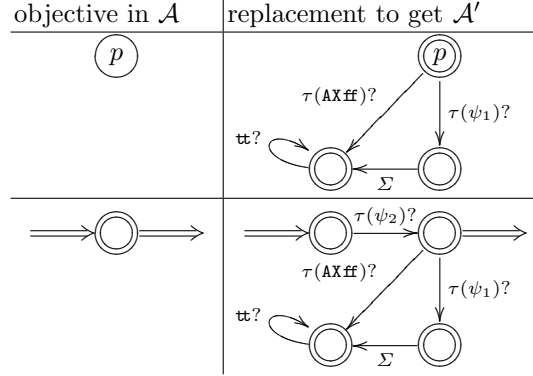 objective in 𝒜 replacement to get 𝒜′
p p
τ(AXff)? τ(ψ₁)?
tt?
Σ
τ(ψ₂)?
τ(AXff)? τ(ψ₁)?
tt?
Σ